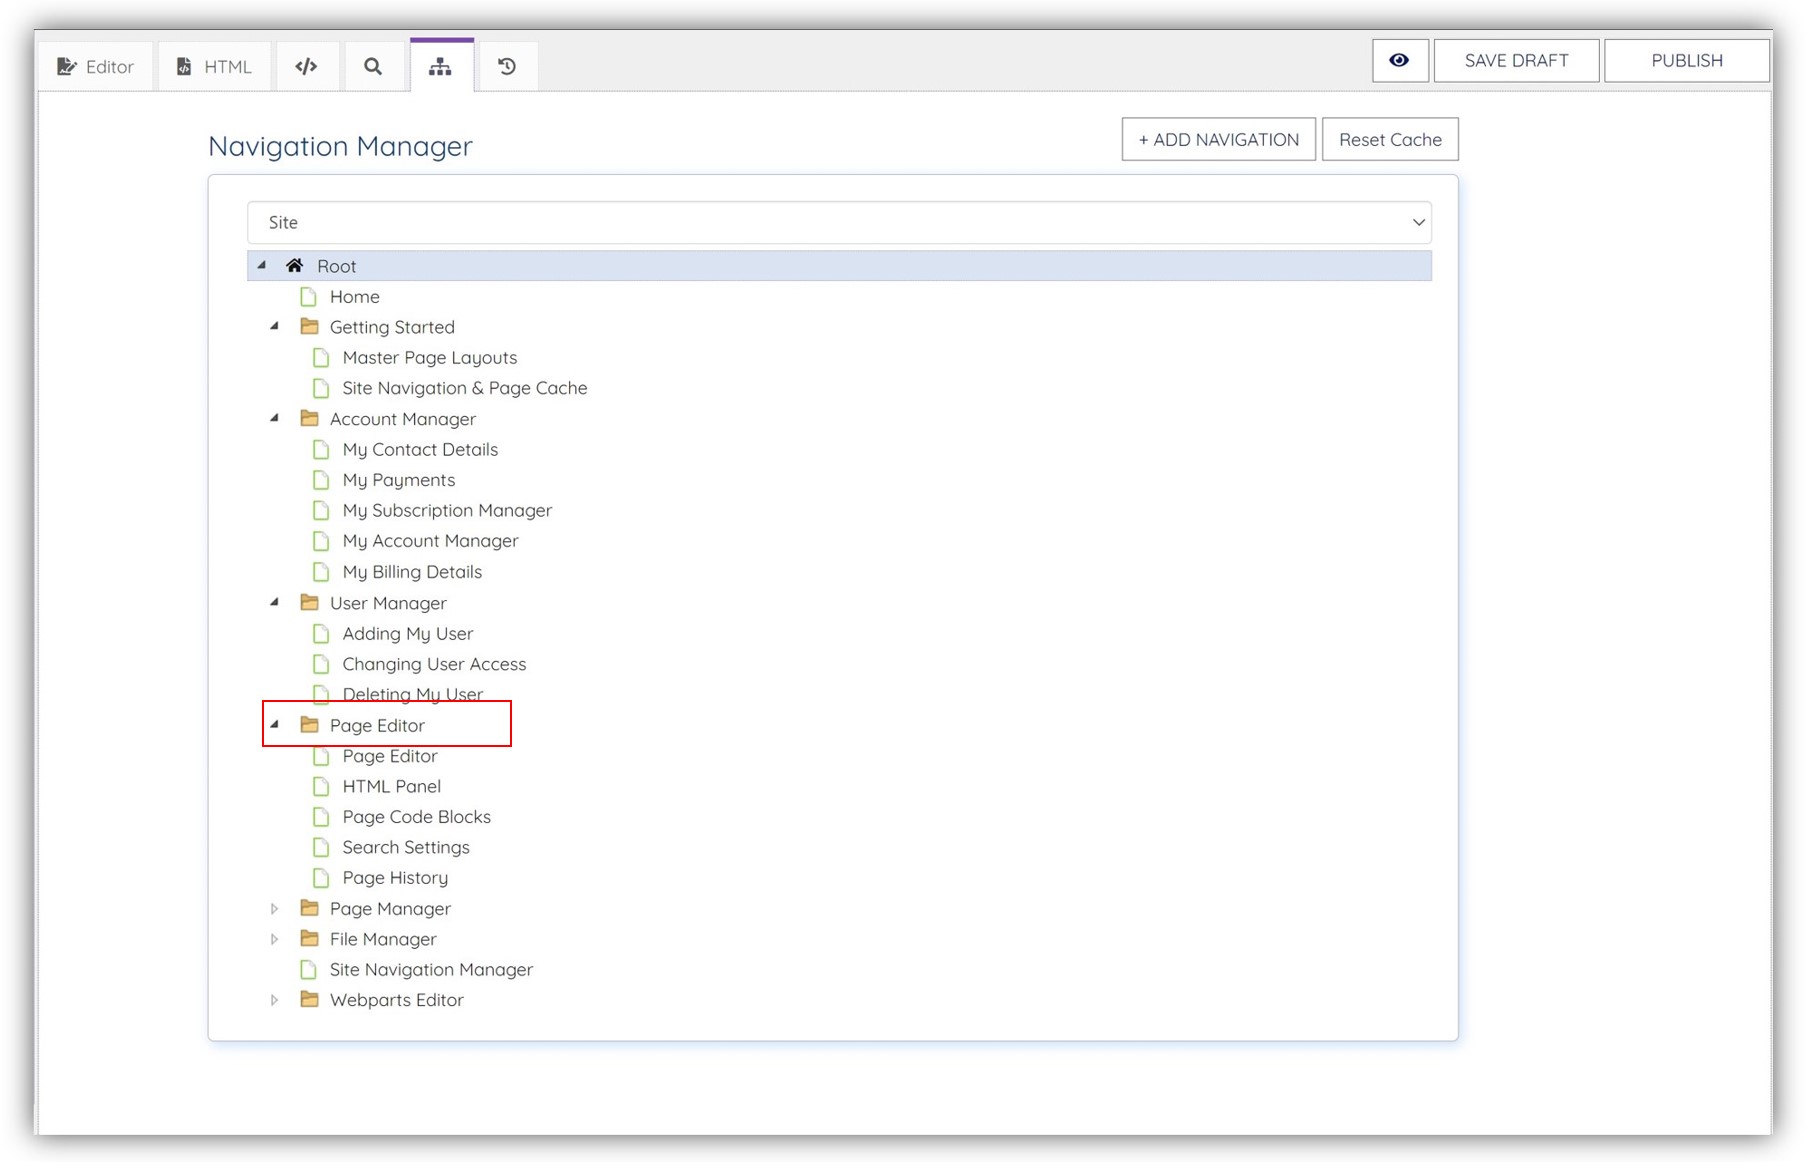 Editor HTML </> SAVE DRAFT PUBLISH
Navigation Manager + ADD NAVIGATION Reset Cache
Site
Root
Home
Getting Started
Master Page Layouts
Site Navigation & Page Cache
Account Manager
My Contact Details
My Payments
My Subscription Manager
My Account Manager
My Billing Details
User Manager
Adding My User
Changing User Access
Deleting My User
Page Editor
Page Editor
HTML Panel
Page Code Blocks
Search Settings
Page History
Page Manager
File Manager
Site Navigation Manager
Webparts Editor